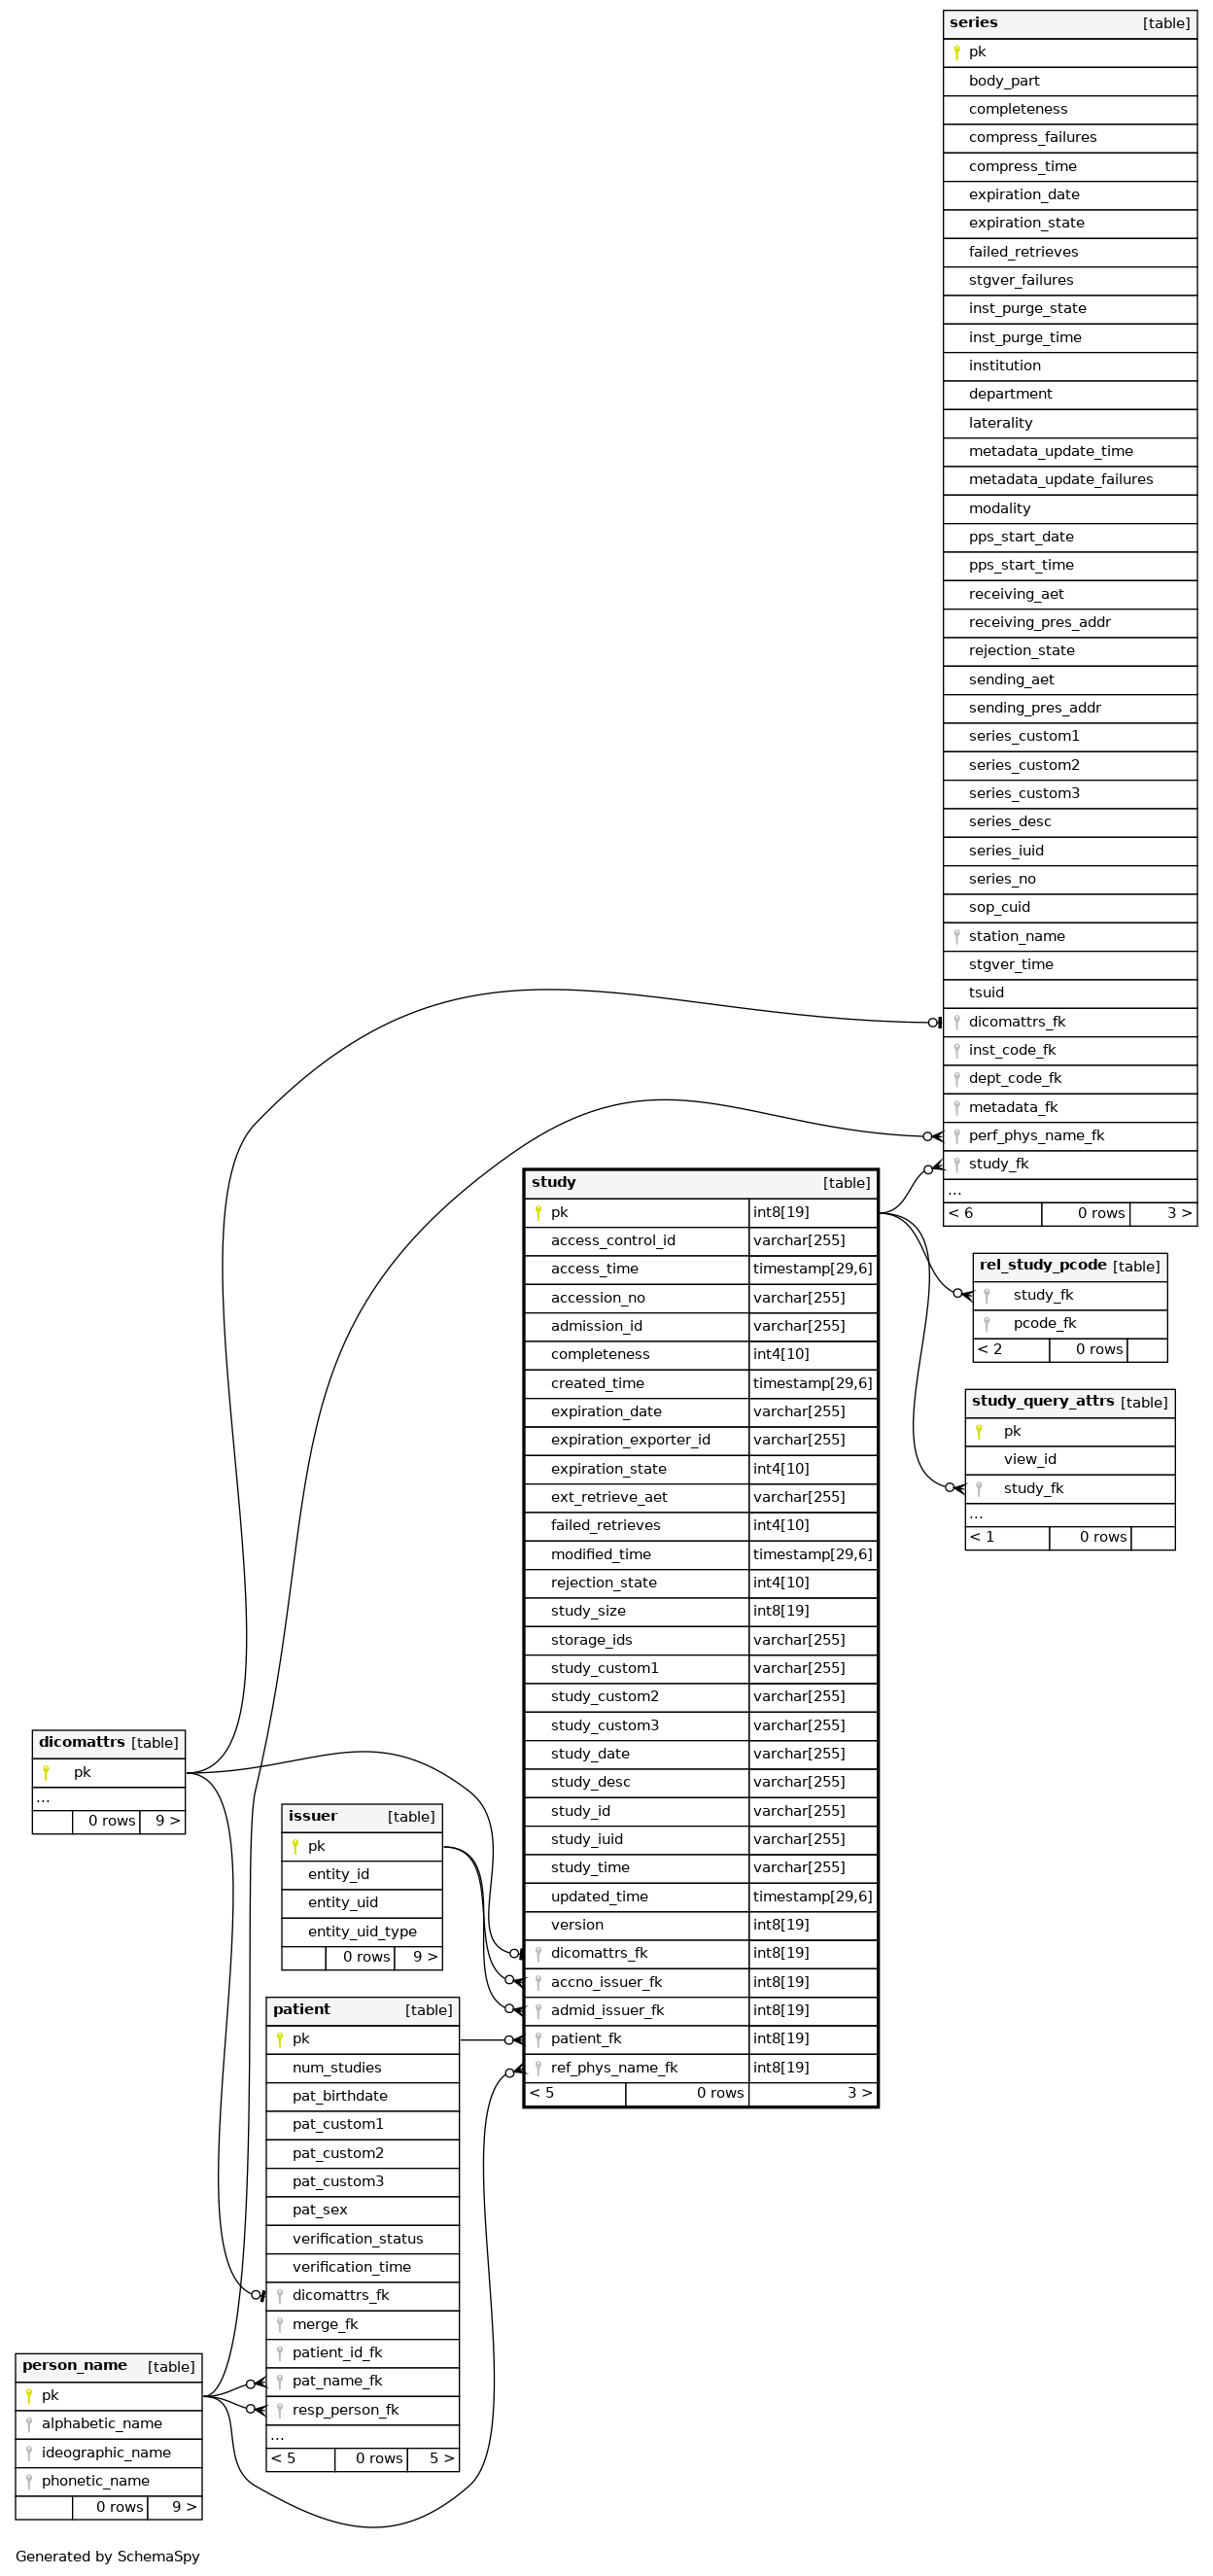 series [table]
pk
body_part
completeness
compress_failures
compress_time
expiration_date
expiration_state
failed_retrieves
stgver_failures
inst_purge_state
inst_purge_time
institution
department
laterality
metadata_update_time
metadata_update_failures
modality
pps_start_date
pps_start_time
receiving_aet
receiving_pres_addr
rejection_state
sending_aet
sending_pres_addr
series_custom1
series_custom2
series_custom3
series_desc
series_iuid
series_no
sop_cuid
station_name
stgver_time
tsuid
dicomattrs_fk
inst_code_fk
dept_code_fk
metadata_fk
perf_phys_name_fk
study_fk
...
< 6 0 rows 3 >
study [table]
pk int8[19]
access_control_id varchar[255]
access_time timestamp[29,6]
accession_no varchar[255]
admission_id varchar[255]
completeness int4[10]
created_time timestamp[29,6]
expiration_date varchar[255]
expiration_exporter_id varchar[255]
expiration_state int4[10]
ext_retrieve_aet varchar[255]
failed_retrieves int4[10]
modified_time timestamp[29,6]
rejection_state int4[10]
study_size int8[19]
storage_ids varchar[255]
study_custom1 varchar[255]
study_custom2 varchar[255]
study_custom3 varchar[255]
study_date varchar[255]
study_desc varchar[255]
study_id varchar[255]
study_iuid varchar[255]
study_time varchar[255]
updated_time timestamp[29,6]
version int8[19]
dicomattrs_fk int8[19]
accno_issuer_fk int8[19]
admid_issuer_fk int8[19]
patient_fk int8[19]
ref_phys_name_fk int8[19]
< 5 0 rows 3 >
rel_study_pcode [table]
study_fk
pcode_fk
< 2 0 rows
study_query_attrs [table]
pk
view_id
study_fk
...
< 1 0 rows
dicomattrs [table]
pk
...
0 rows 9 >
issuer [table]
pk
entity_id
entity_uid
entity_uid_type
0 rows 9 >
patient [table]
pk
num_studies
pat_birthdate
pat_custom1
pat_custom2
pat_custom3
pat_sex
verification_status
verification_time
dicomattrs_fk
merge_fk
patient_id_fk
pat_name_fk
resp_person_fk
...
< 5 0 rows 5 >
person_name [table]
pk
alphabetic_name
ideographic_name
phonetic_name
0 rows 9 >
Generated by SchemaSpy